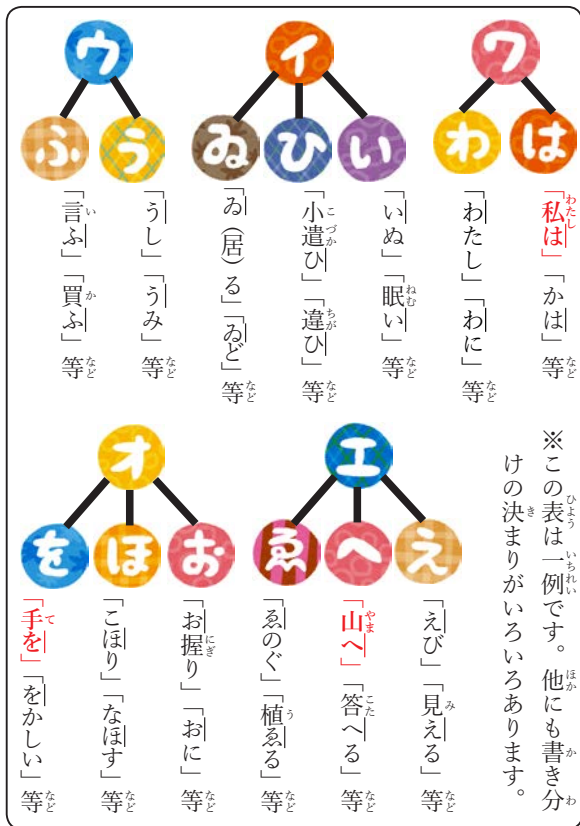 ワ
は
「私は」「かは」等
わ
「わたし」「わに」等
イ
い
「いぬ」「眠い」等
ひ
「小遣ひ」「違ひ」等
ゐ
「ゐ（居）る」「ゐど」等
ウ
う
「うし」「うみ」等
ふ
「言ふ」「買ふ」等
※この表は一例です。他にも書き分
けの決まりがいろいろあります。
エ
え
「えび」「見える」等
へ
「山へ」「答へる」等
ゑ
「ゑのぐ」「植ゑる」等
オ
お
「お握り」「おに」等
ほ
「こほり」「なほす」等
を
「手を」「をかしい」等